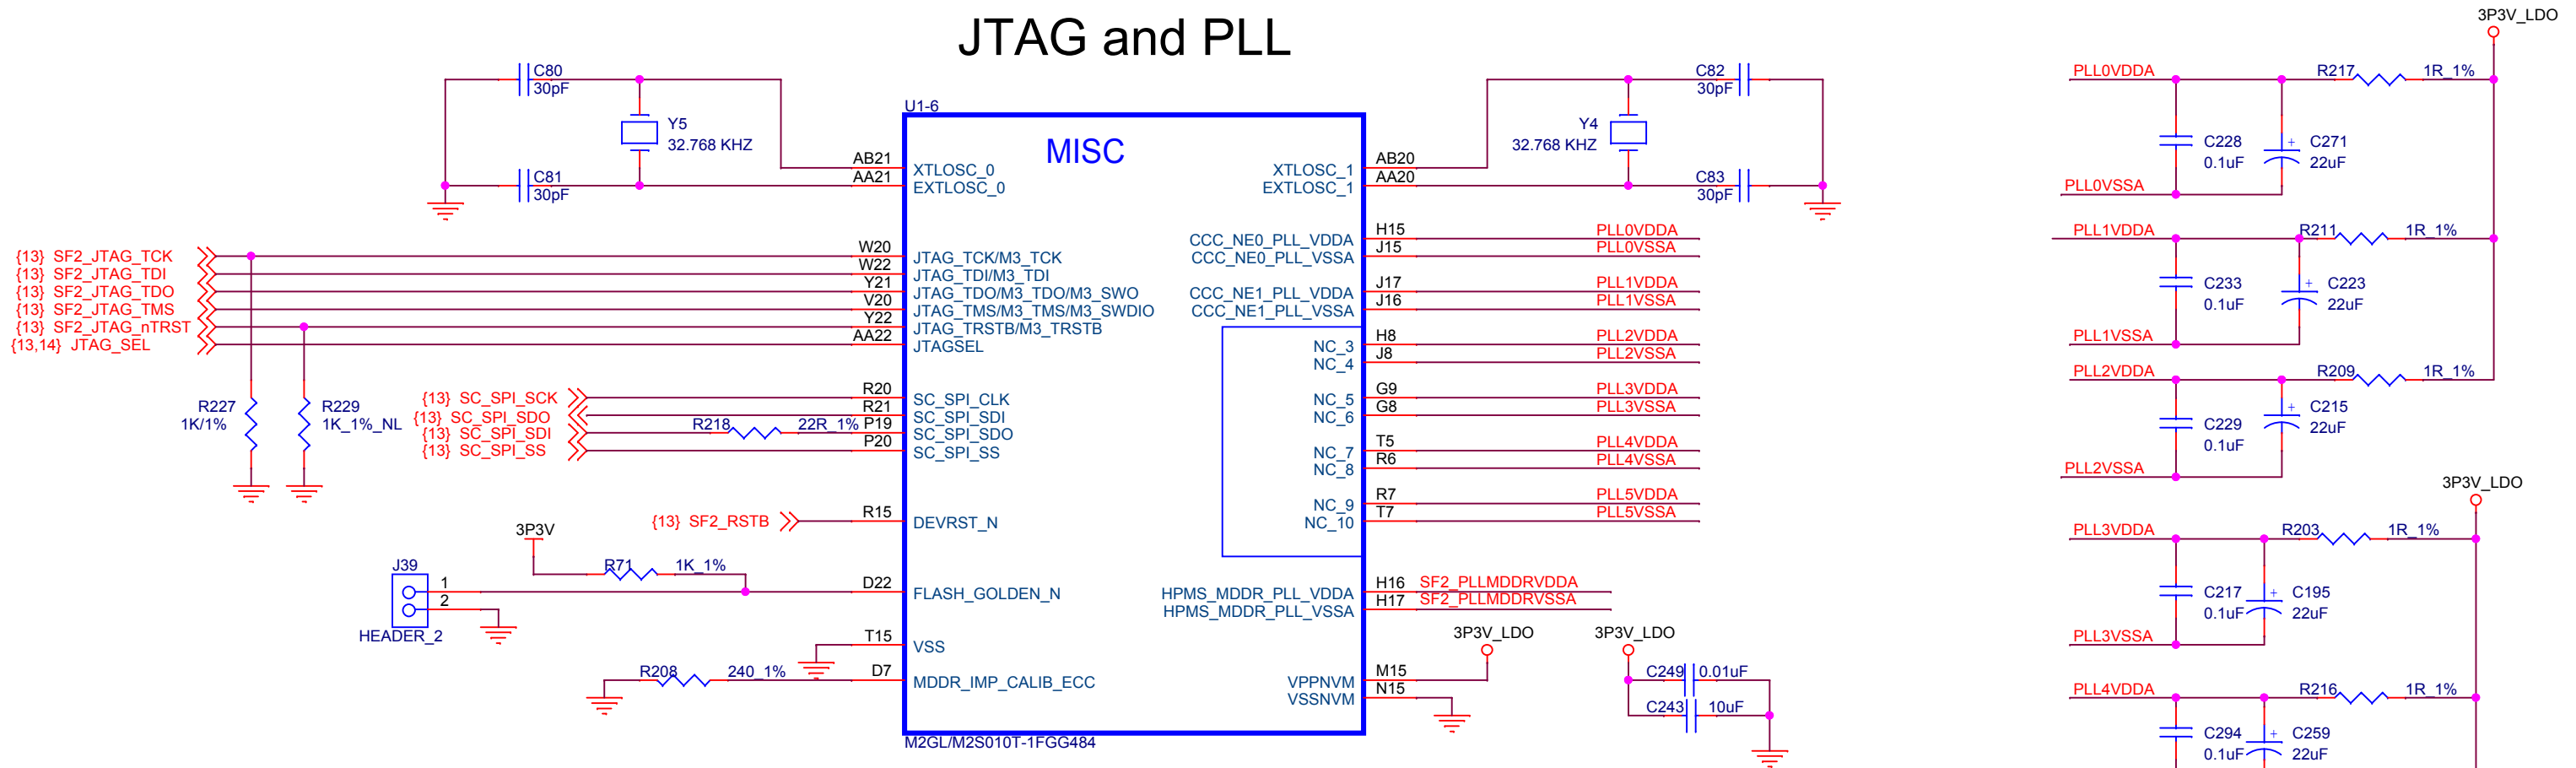 JTAG and PLL
C80
30pF
Y5
32.768 KHZ
C81
30pF
{13} SF2_JTAG_TCK
{13} SF2_JTAG_TDI
{13} SF2_JTAG_TDO
{13} SF2_JTAG_TMS
{13} SF2_JTAG_nTRST
{13,14} JTAG_SEL
R227
1K/1%
R229
1K_1%_NL
{13} SC_SPI_SCK
{13} SC_SPI_SDO
{13} SC_SPI_SDI
{13} SC_SPI_SS
R218 22R_1%
{13} SF2_RSTB
3P3V
R71 1K_1%
J39
1
2
HEADER_2
R208 240_1%
U1-6
MISC
AB21 XTLOSC_0
AA21 EXTLOSC_0
W20 JTAG_TCK/M3_TCK
W22 JTAG_TDI/M3_TDI
Y21 JTAG_TDO/M3_TDO/M3_SWO
V20 JTAG_TMS/M3_TMS/M3_SWDIO
Y22 JTAG_TRSTB/M3_TRSTB
AA22 JTAGSEL
R20 SC_SPI_CLK
R21 SC_SPI_SDI
P19 SC_SPI_SDO
P20 SC_SPI_SS
R15 DEVRST_N
D22 FLASH_GOLDEN_N
T15 VSS
D7 MDDR_IMP_CALIB_ECC
M2GL/M2S010T-1FGG484
XTLOSC_1 AB20
EXTLOSC_1 AA20
CCC_NE0_PLL_VDDA H15 PLL0VDDA
CCC_NE0_PLL_VSSA J15 PLL0VSSA
CCC_NE1_PLL_VDDA J17 PLL1VDDA
CCC_NE1_PLL_VSSA J16 PLL1VSSA
NC_3 H8 PLL2VDDA
NC_4 J8 PLL2VSSA
NC_5 G9 PLL3VDDA
NC_6 G8 PLL3VSSA
NC_7 T5 PLL4VDDA
NC_8 R6 PLL4VSSA
NC_9 R7 PLL5VDDA
NC_10 T7 PLL5VSSA
HPMS_MDDR_PLL_VDDA H16 SF2_PLLMDDRVDDA
HPMS_MDDR_PLL_VSSA H17 SF2_PLLMDDRVSSA
VPPNVM M15
VSSNVM N15
C82
30pF
Y4
32.768 KHZ
C83
30pF
3P3V_LDO
3P3V_LDO
C249 0.01uF
C243 10uF
3P3V_LDO
PLL0VDDA R217 1R_1%
C228
0.1uF
+ C271
22uF
PLL0VSSA
PLL1VDDA R211 1R_1%
C233
0.1uF
+ C223
22uF
PLL1VSSA
PLL2VDDA R209 1R_1%
C229
0.1uF
+ C215
22uF
PLL2VSSA
3P3V_LDO
PLL3VDDA R203 1R_1%
C217
0.1uF
+ C195
22uF
PLL3VSSA
PLL4VDDA R216 1R_1%
C294
0.1uF
+ C259
22uF